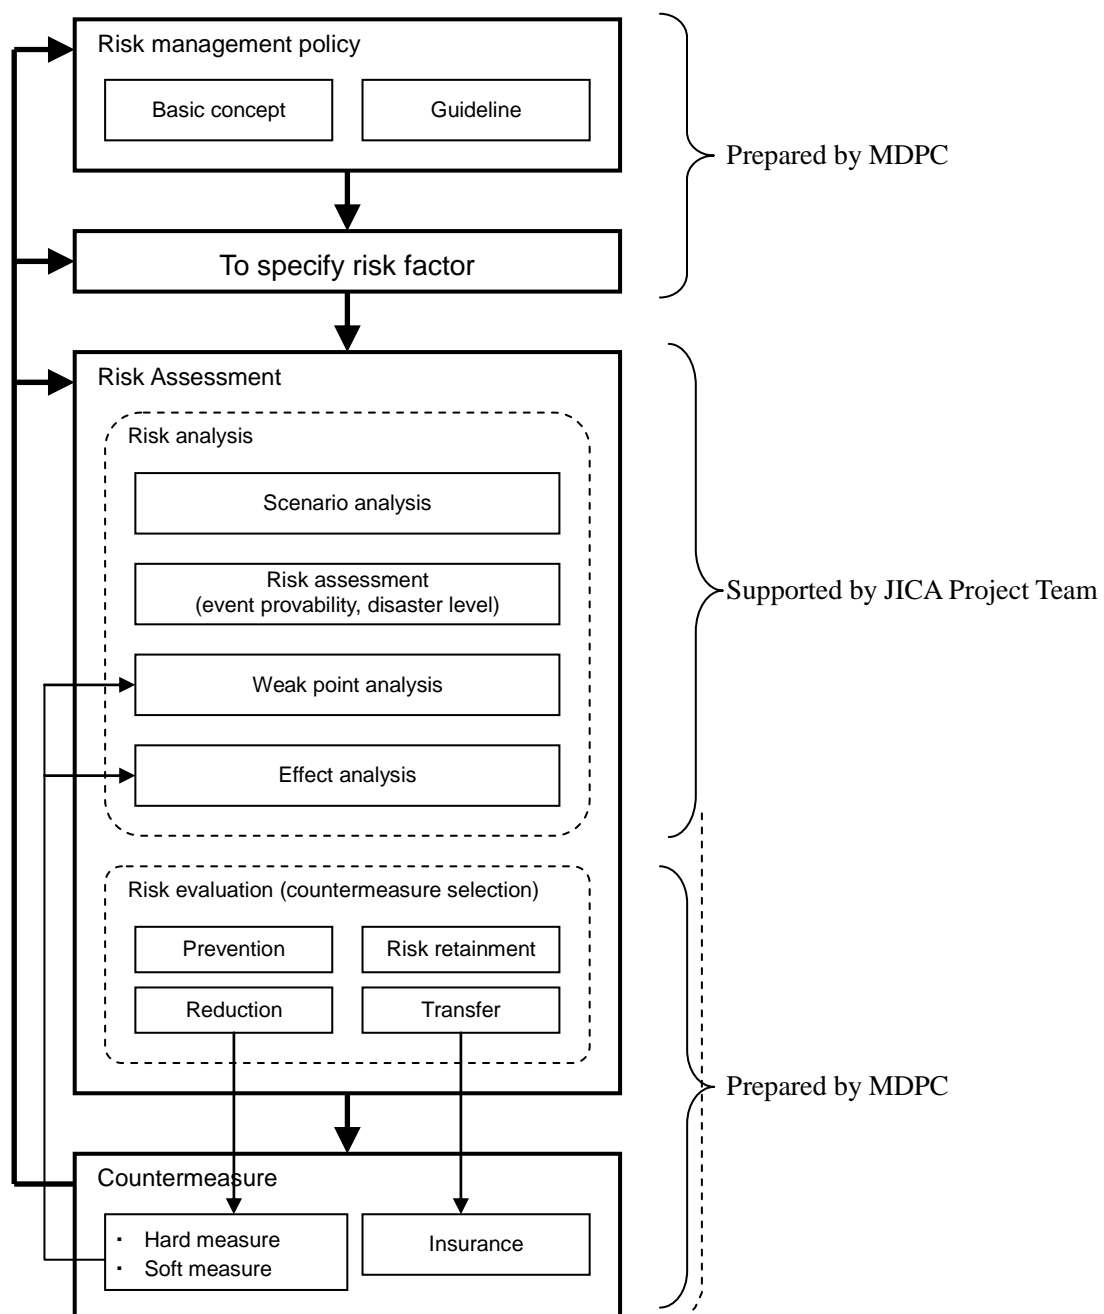 Risk management policy
Basic concept
Guideline
Prepared by MDPC
To specify risk factor
Risk Assessment
Risk analysis
Scenario analysis
Risk assessment
(event provability, disaster level)
Supported by JICA Project Team
Weak point analysis
Effect analysis
Risk evaluation (countermeasure selection)
Prevention
Risk retainment
Reduction
Transfer
Prepared by MDPC
Countermeasure
・ Hard measure
・ Soft measure
Insurance